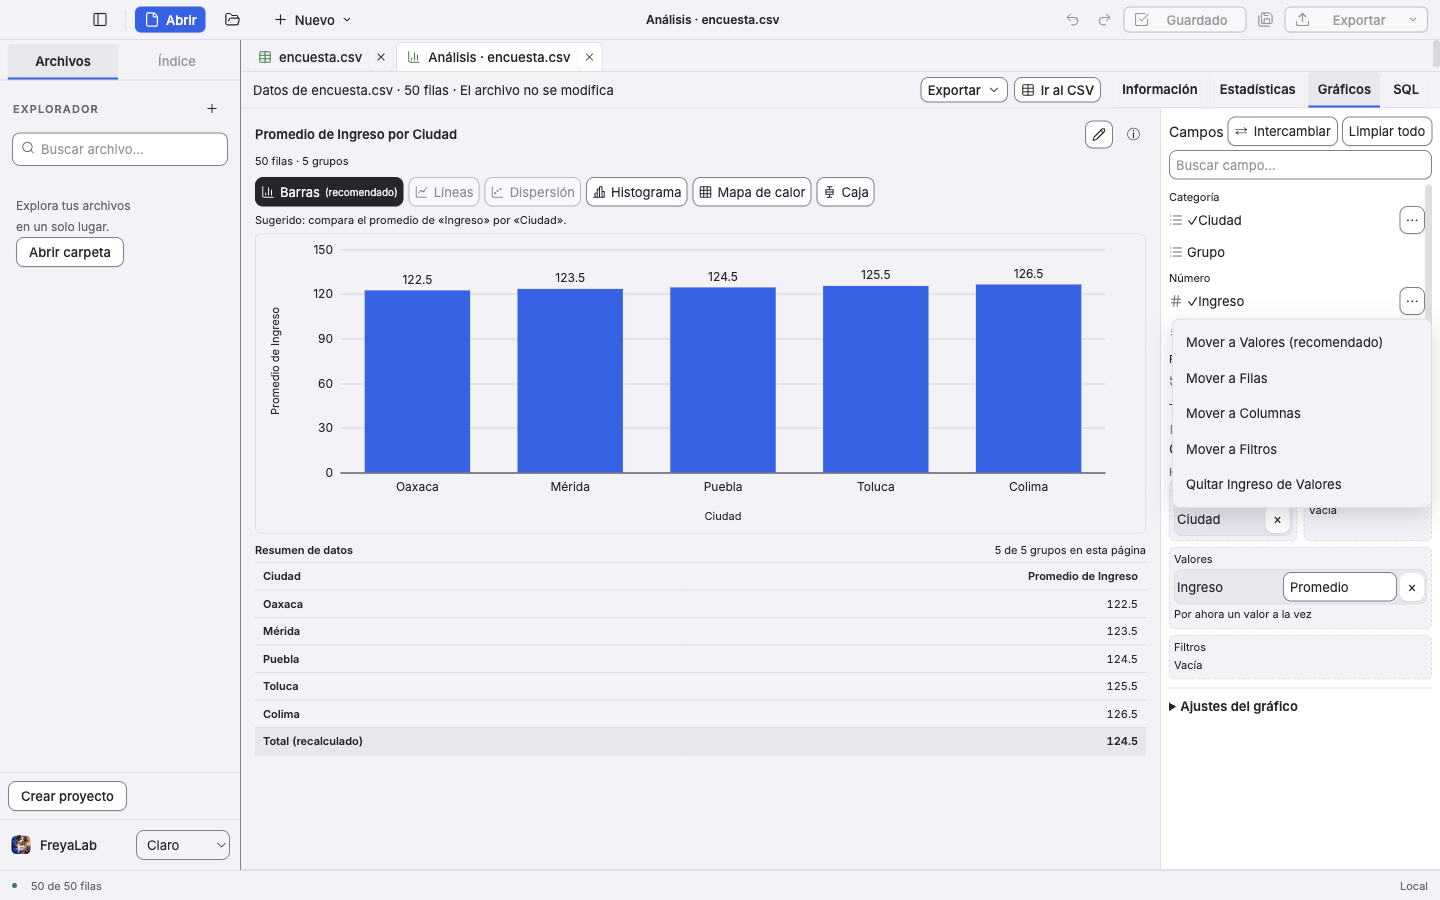 Abrir
Nuevo
Análisis · encuesta.csv
Guardado
Exportar
Archivos
Índice
encuesta.csv
Análisis · encuesta.csv
EXPLORADOR
Buscar archivo...
Explora tus archivos
en un solo lugar.
Abrir carpeta
Crear proyecto
FreyaLab
Claro
Datos de encuesta.csv · 50 filas · El archivo no se modifica
Exportar
Ir al CSV
Información
Estadísticas
Gráficos
SQL
Promedio de Ingreso por Ciudad
50 filas · 5 grupos
Barras (recomendado)
Líneas
Dispersión
Histograma
Mapa de calor
Caja
Sugerido: compara el promedio de «Ingreso» por «Ciudad».
150
120
90
60
30
0
Promedio de Ingreso
122.5
123.5
124.5
125.5
126.5
Oaxaca
Mérida
Puebla
Toluca
Colima
Ciudad
Resumen de datos
5 de 5 grupos en esta página
Ciudad Promedio de Ingreso
Oaxaca 122.5
Mérida 123.5
Puebla 124.5
Toluca 125.5
Colima 126.5
Total (recalculado) 124.5
Campos
Intercambiar
Limpiar todo
Buscar campo...
Categoría
✓Ciudad
Grupo
Número
# ✓Ingreso
Mover a Valores (recomendado)
Mover a Filas
Mover a Columnas
Mover a Filtros
Quitar Ingreso de Valores
Ciudad ×
Vacía
Valores
Ingreso
Promedio
×
Por ahora un valor a la vez
Filtros
Vacía
Ajustes del gráfico
50 de 50 filas
Local